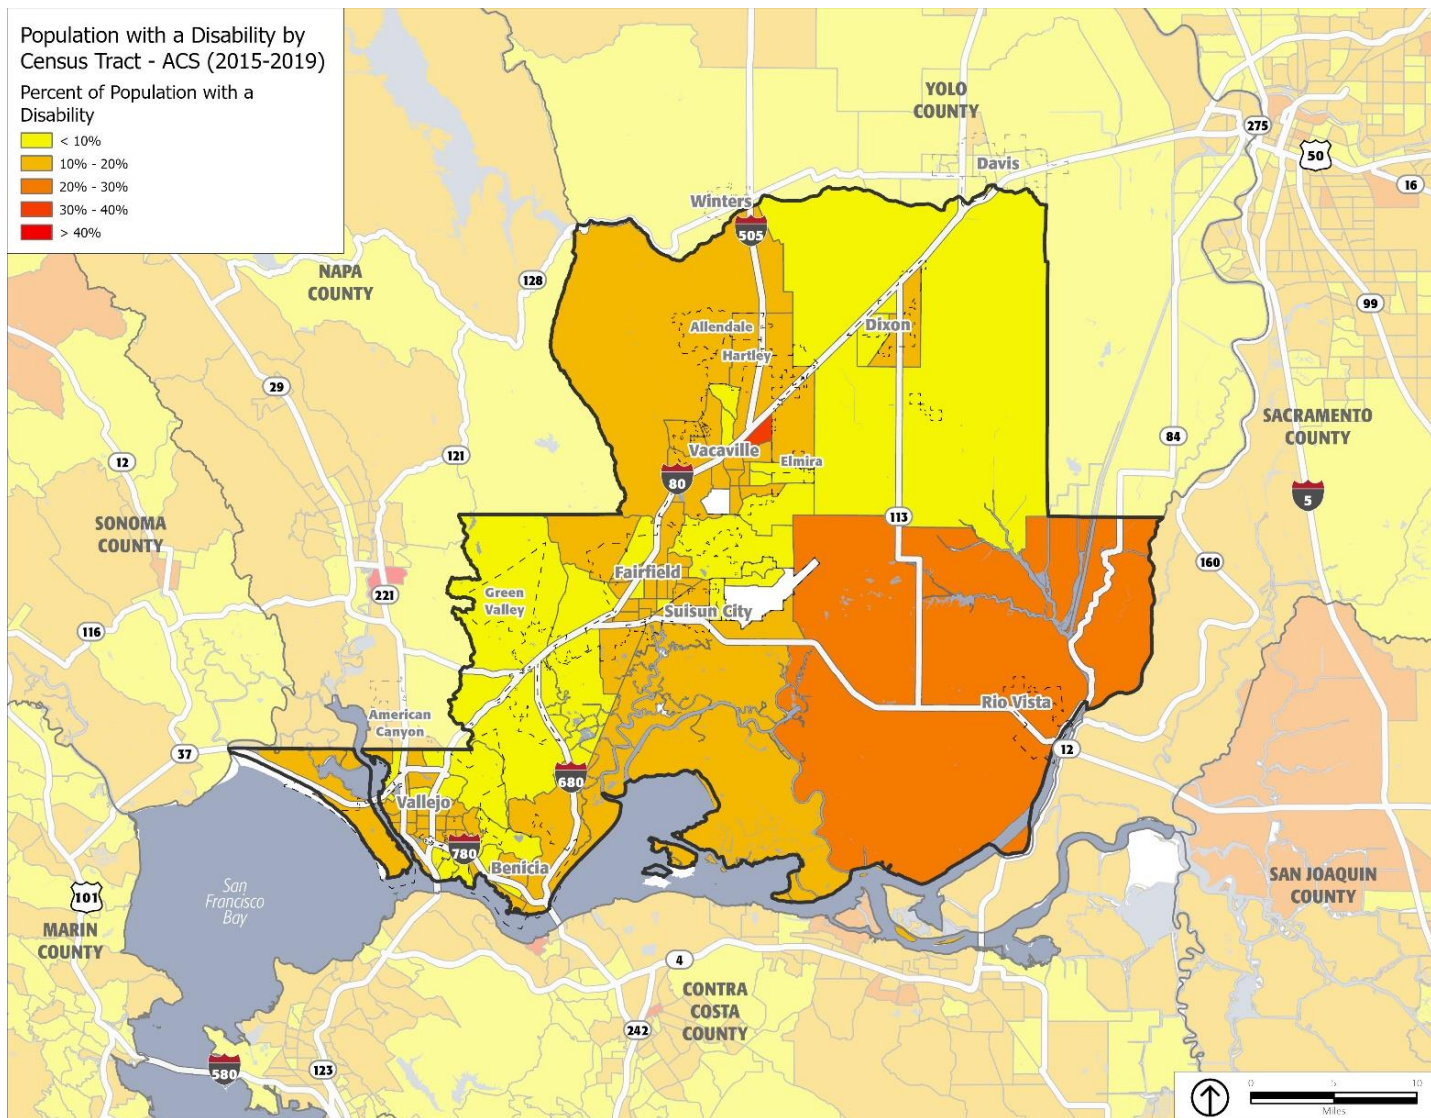 Population with a Disability by
Census Tract - ACS (2015-2019)
Percent of Population with a
Disability
< 10%
10% - 20%
20% - 30%
30% - 40%
> 40%
YOLO
COUNTY
275
50
Davis
16
Winters
505
NAPA
COUNTY
128
99
Allendale
Dixon
Hartley
29
SACRAMENTO
COUNTY
84
12
121
Vacaville
Elmira
80
5
SONOMA
COUNTY
113
160
Fairfield
221
Green
Valley
Suisun City
116
Rio Vista
American
Canyon
37
12
680
Vallejo
780
Benicia
SAN JOAQUIN
COUNTY
San
Francisco
Bay
101
MARIN
COUNTY
4
CONTRA
COSTA
COUNTY
242
580
123
0 5 10
Miles